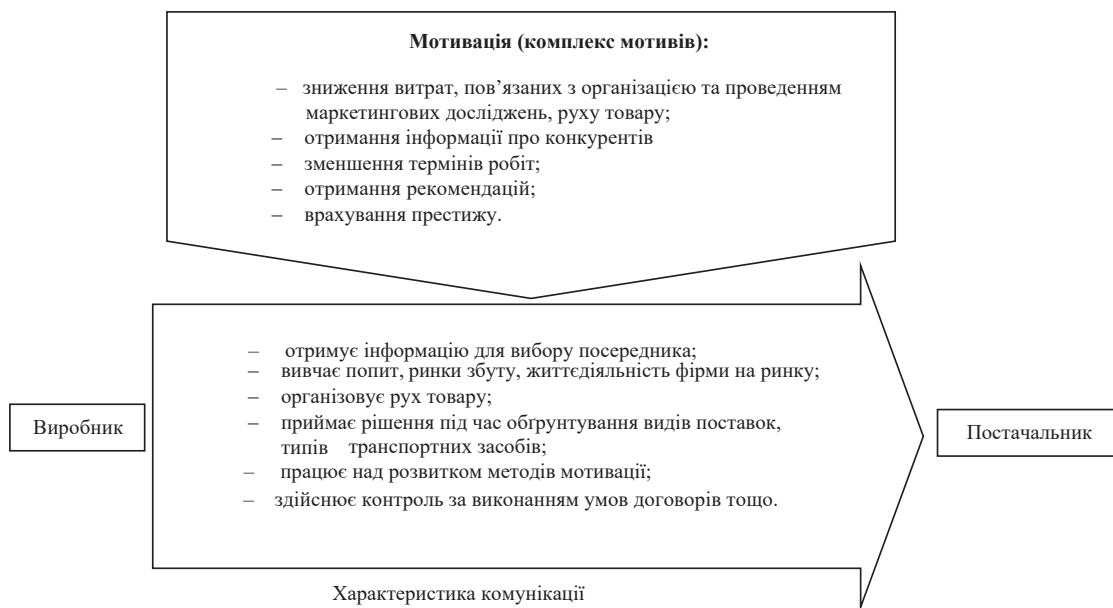 Мотивація (комплекс мотивів):
– зниження витрат, пов’язаних з організацією та проведенням
маркетингових досліджень, руху товару;
– отримання інформації про конкурентів
– зменшення термінів робіт;
– отримання рекомендацій;
– врахування престижу.
Виробник
– отримує інформацію для вибору посередника;
– вивчає попит, ринки збуту, життєдіяльність фірми на ринку;
– організовує рух товару;
– приймає рішення під час обґрунтування видів поставок,
типів транспортних засобів;
– працює над розвитком методів мотивації;
– здійснює контроль за виконанням умов договорів тощо.
Постачальник
Характеристика комунікації